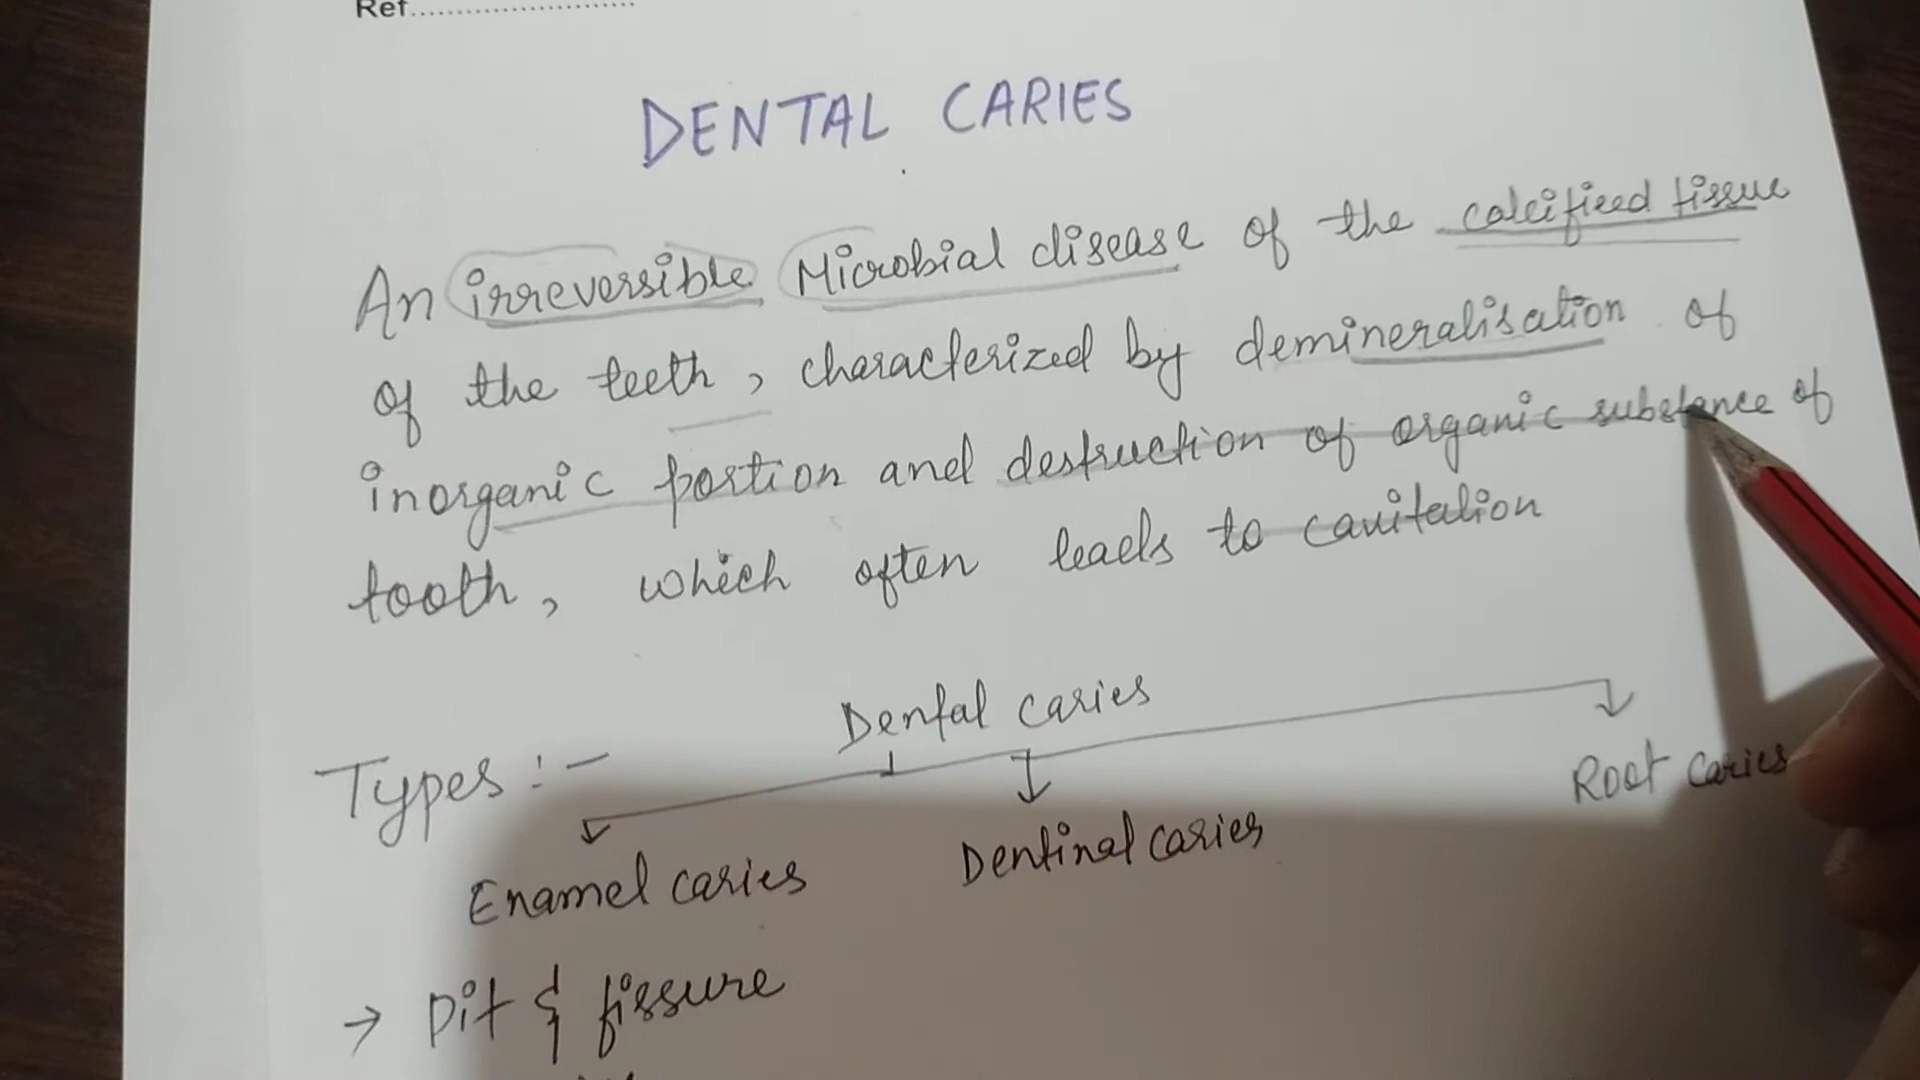 Ref..............................
DENTAL CARIES
An irreversible Microbial disease of the calcified tissue
of the teeth, characterized by demineralisation of
inorganic portion and destruction of organic substance of
tooth, which often leads to cavitation
Types :- Dental caries
Enamel caries Dentinal caries Root caries
→ Pit & fissure